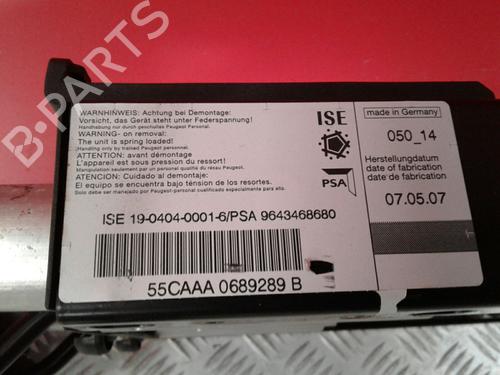 WARNHINWEIS: Achtung bei Demontage:
Vorsicht, das Gerät steht unter Federspannung!
Handhabung nur durch geschultes Peugeot Personal.
WARNING- on removal:
The unit is spring loaded!
Handling only by trained Peugeot Personnel.
ATTENTION: avant démontage
L'appareil est sous pression du ressort!
Manipulation seulement par un personnel qualifié de Peugeot.
ATENCION: Cuidado al demontaje:
El equipo se encuentra bajo ténsion de los resortes.
Solo debe ser manejado por Peugeot-personal cualificado especialmente para ello
ISE
PSA
made in Germany
050_14
Herstellungdatum
date of fabrication
date de fabrication
07.05.07
ISE 19-0404-0001-6/PSA 9643468680
55CAAA 0689289 B
B-PARTS